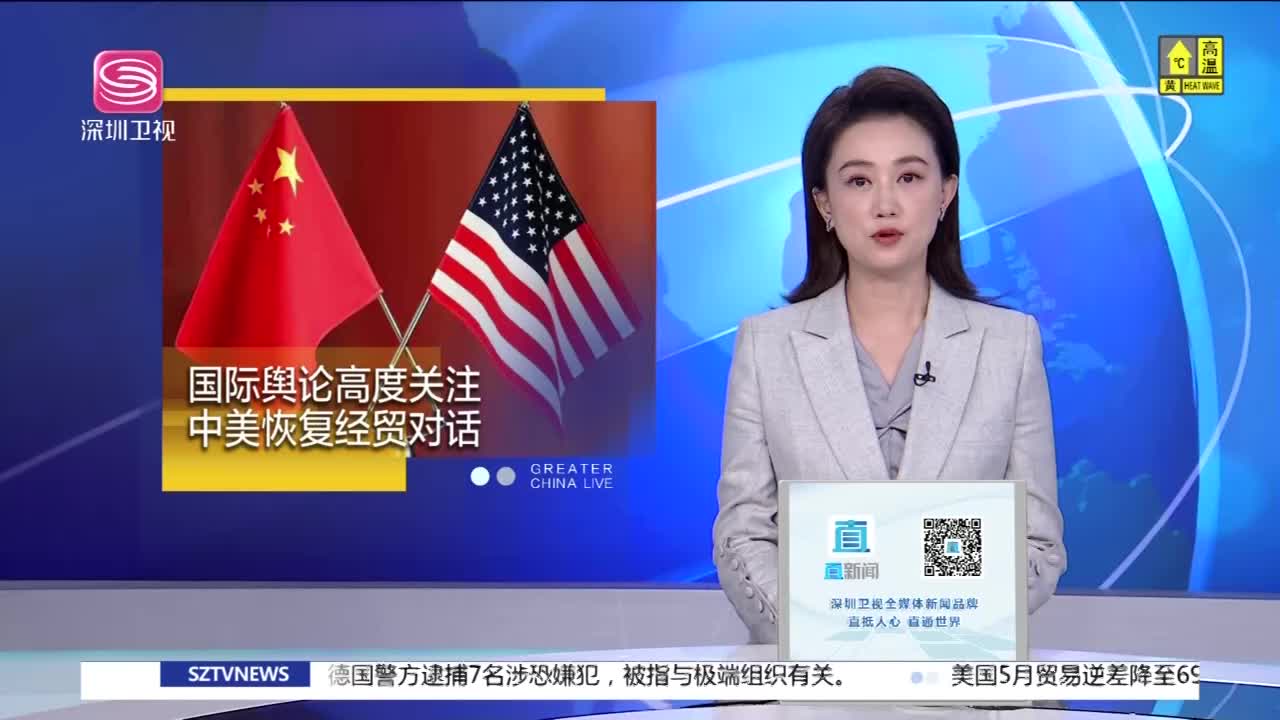 深圳卫视
℃
高温
黄
HEAT WAVE
国际舆论高度关注
中美恢复经贸对话
GREATER
CHINA LIVE
直
直新闻
深圳卫视全媒体新闻品牌
直抵人心 直通世界
SZTVNEWS
德国警方逮捕7名涉恐嫌犯，被指与极端组织有关。
美国5月贸易逆差降至69